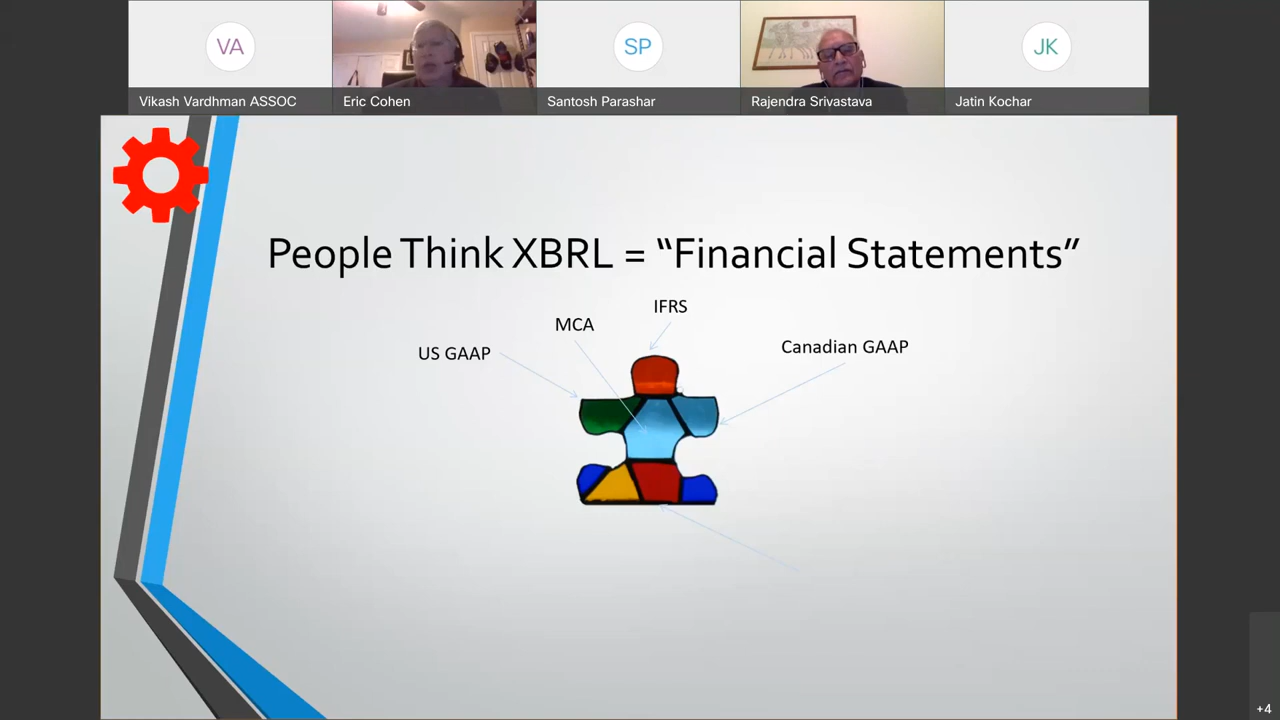 VA
SP
JK
Vikash Vardhman ASSOC
Eric Cohen
Santosh Parashar
Rajendra Srivastava
Jatin Kochar
People Think XBRL = “Financial Statements”
IFRS
MCA
US GAAP
Canadian GAAP
+4